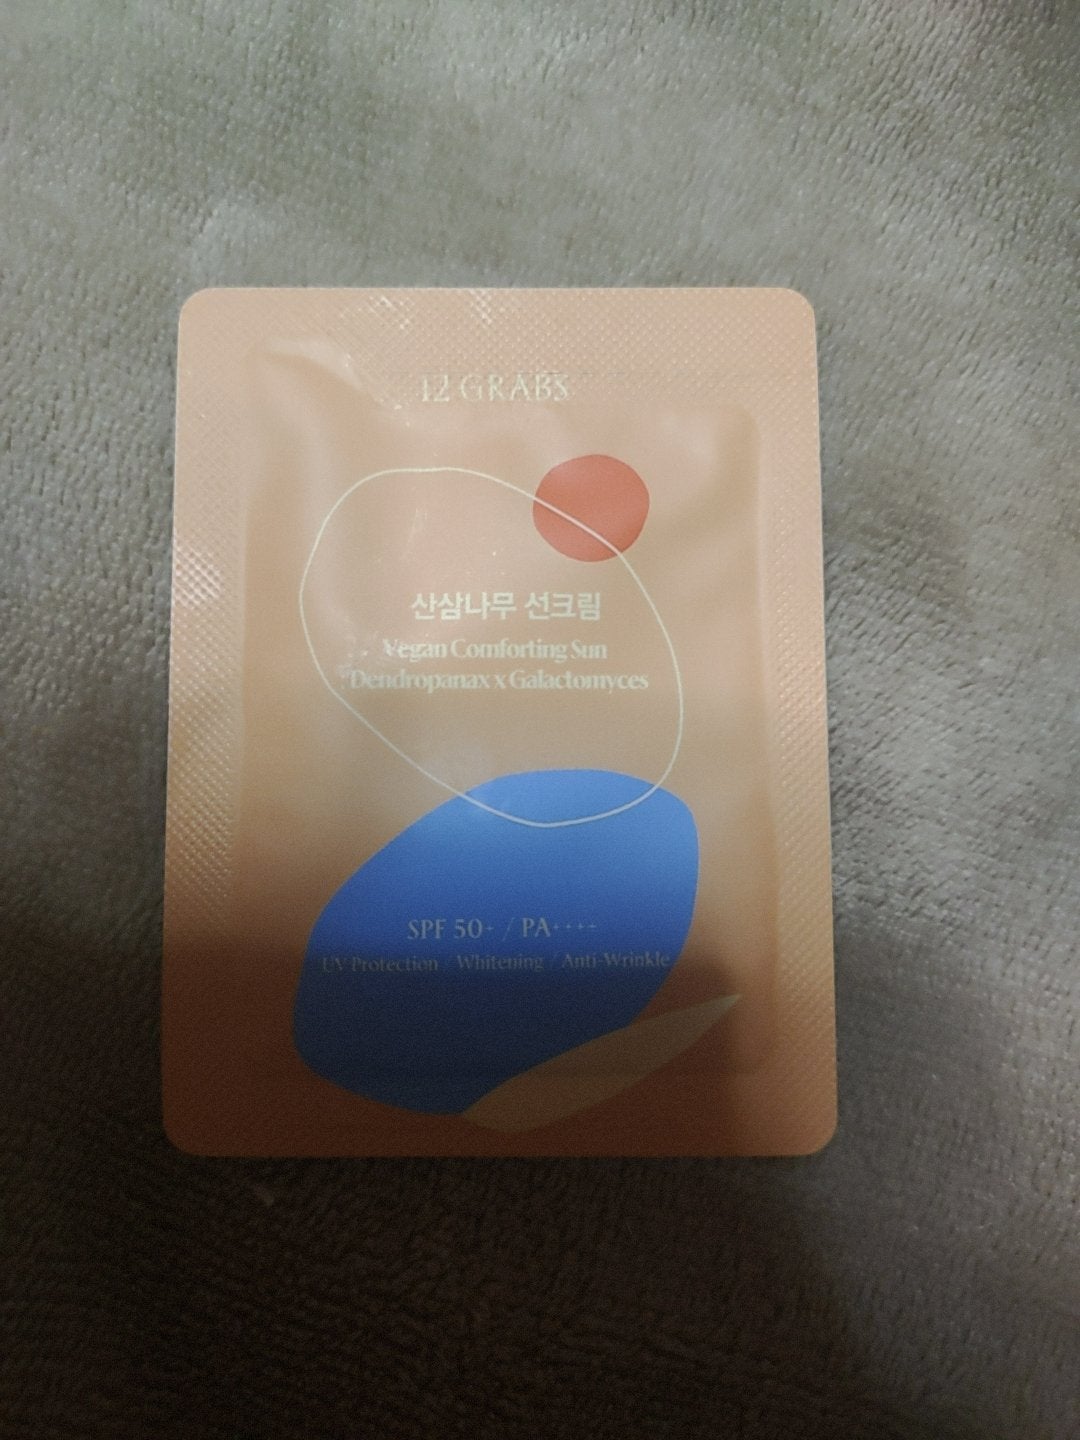 12 GRABS
산삼나무 선크림
Vegan Comforting Sun
Dendropanax x Galactomyces
SPF 50+ / PA++++
UV Protection / Whitening / Anti-Wrinkle